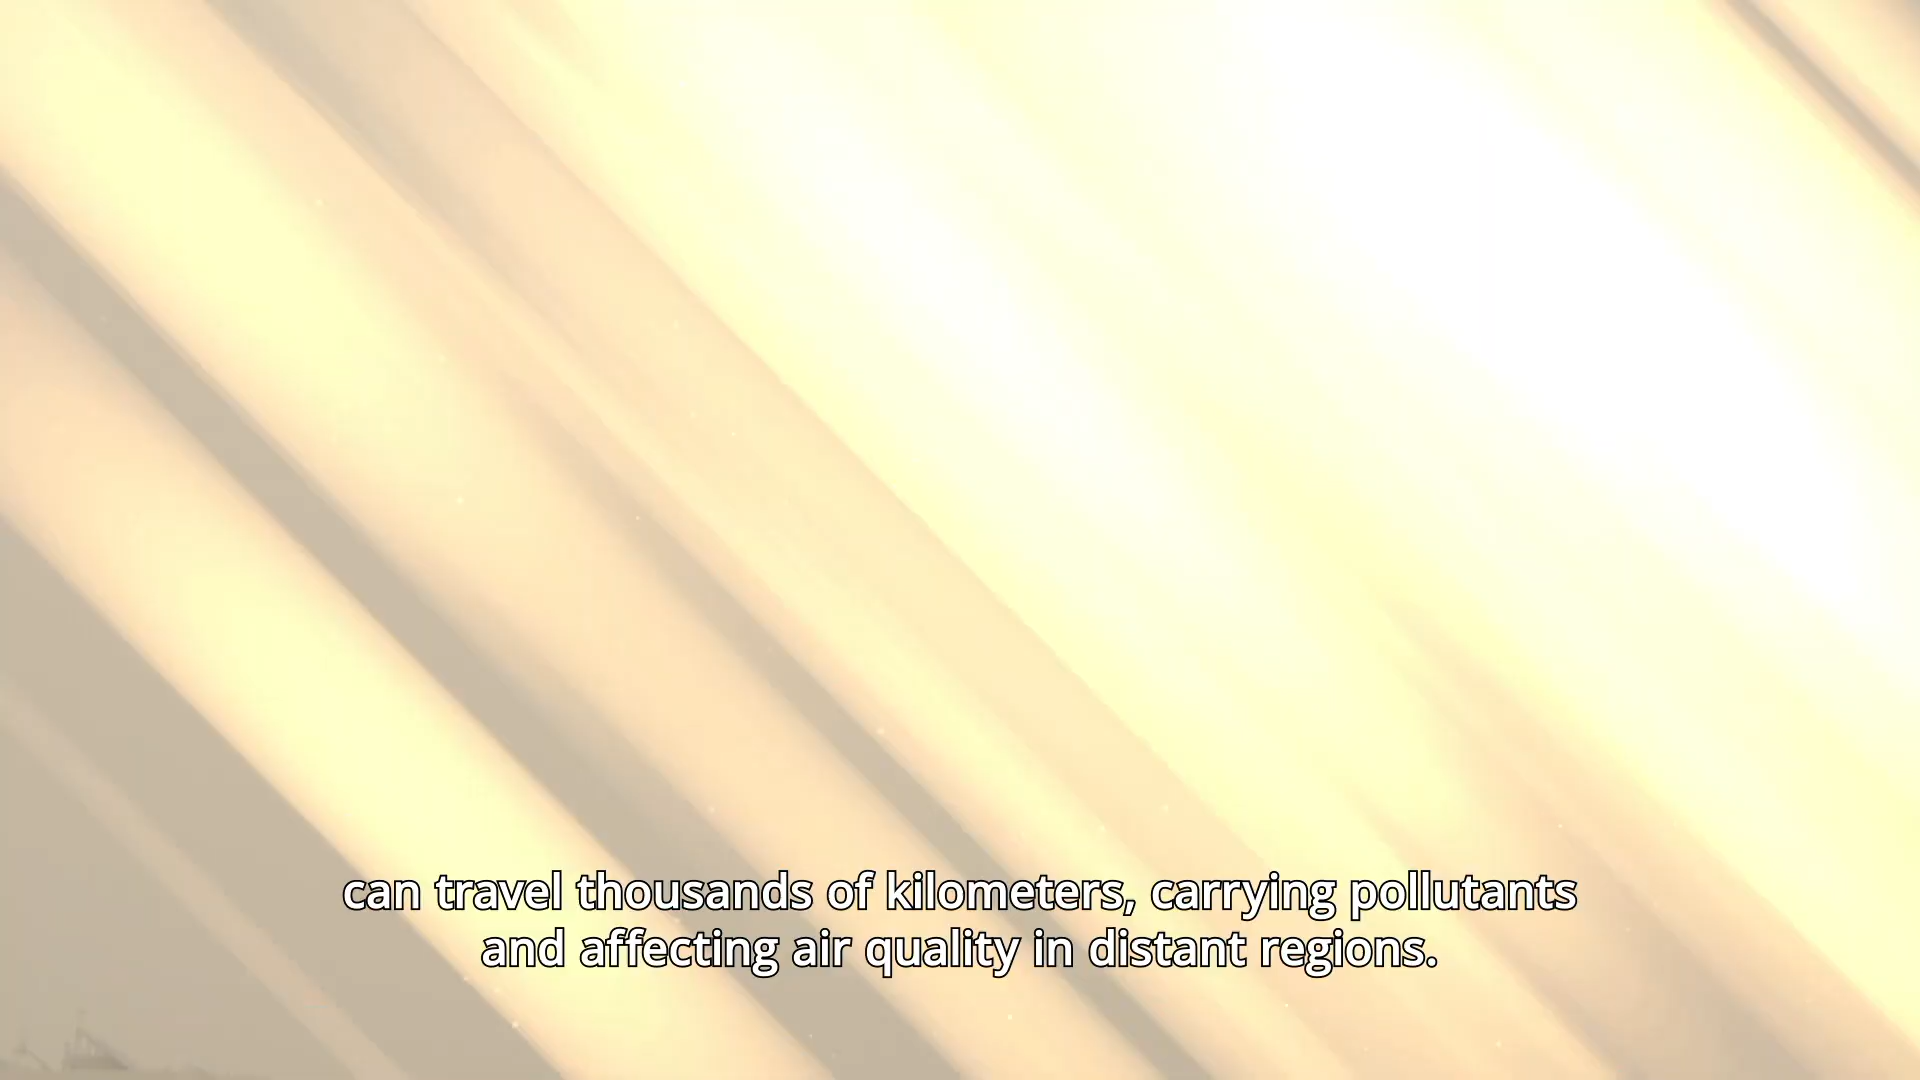 can travel thousands of kilometers, carrying pollutants
and affecting air quality in distant regions.